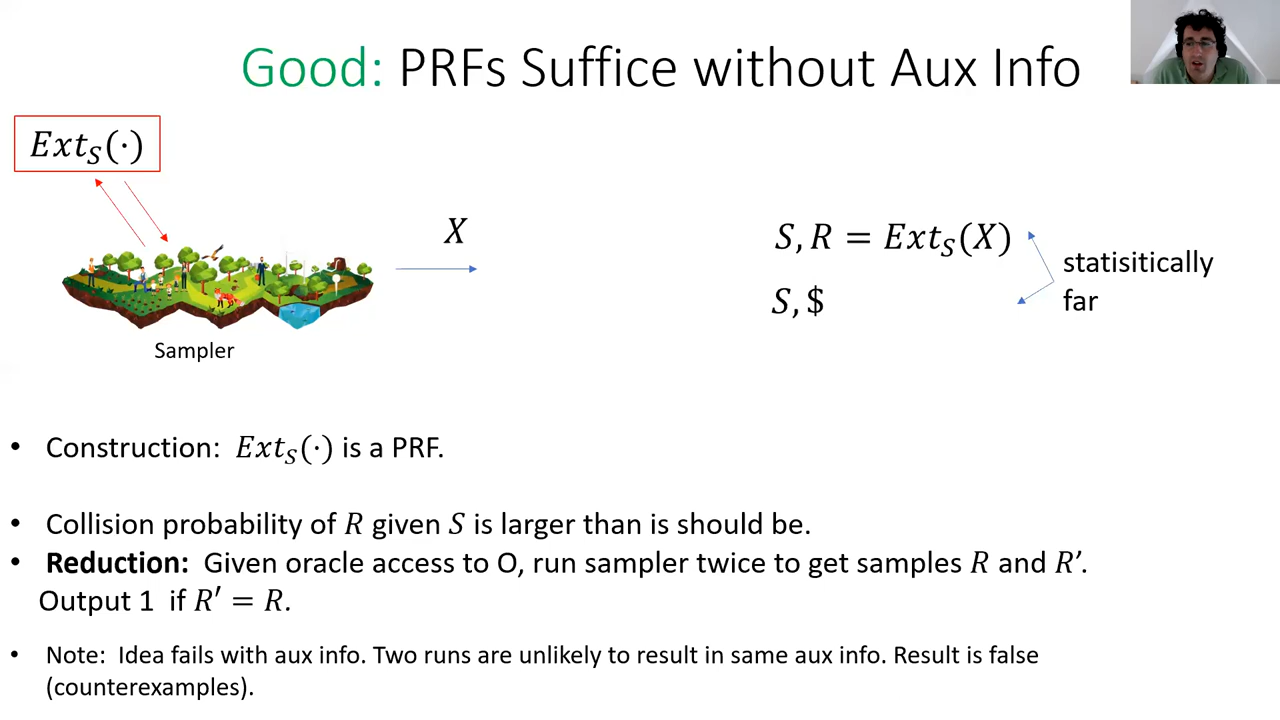 Good: PRFs Suffice without Aux Info
Ext_S(·)
X
S, R = Ext_S(X)
S, $
statisitically
far
Sampler
• Construction: Ext_S(·) is a PRF.
• Collision probability of R given S is larger than is should be.
• Reduction: Given oracle access to O, run sampler twice to get samples R and R’.
Output 1 if R′ = R.
• Note: Idea fails with aux info. Two runs are unlikely to result in same aux info. Result is false
(counterexamples).